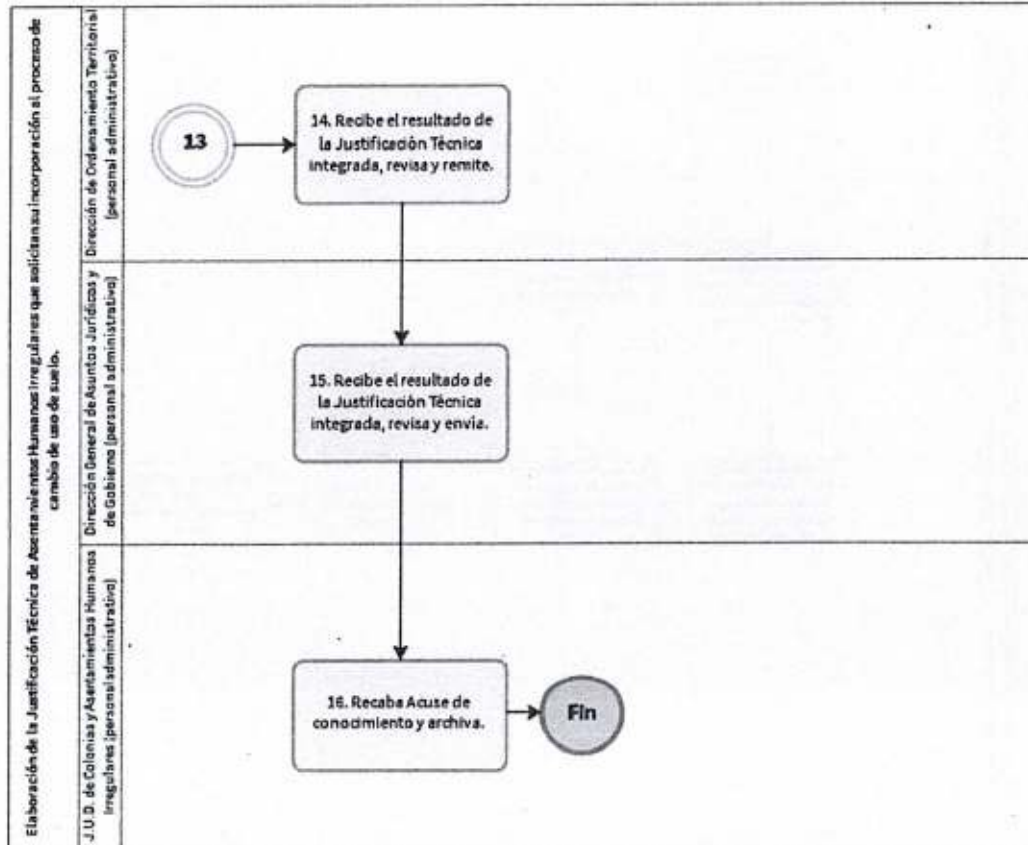 Elaboración de la Justificación Técnica de Asentamientos Humanos Irregulares que solicitan su incorporación al proceso de
cambio de uso de suelo.
Dirección de Ordenamiento Territorial
(personal administrativo)
13
14. Recibe el resultado de
la Justificación Técnica
integrada, revisa y remite.
Dirección General de Asuntos Jurídicos y
de Gobierno (personal administrativo)
15. Recibe el resultado de
la Justificación Técnica
integrada, revisa y envía.
J.U.D. de Colonias y Asentamientos Humanos
Irregulares (personal administrativo)
16. Recaba Acuse de
conocimiento y archiva.
Fin